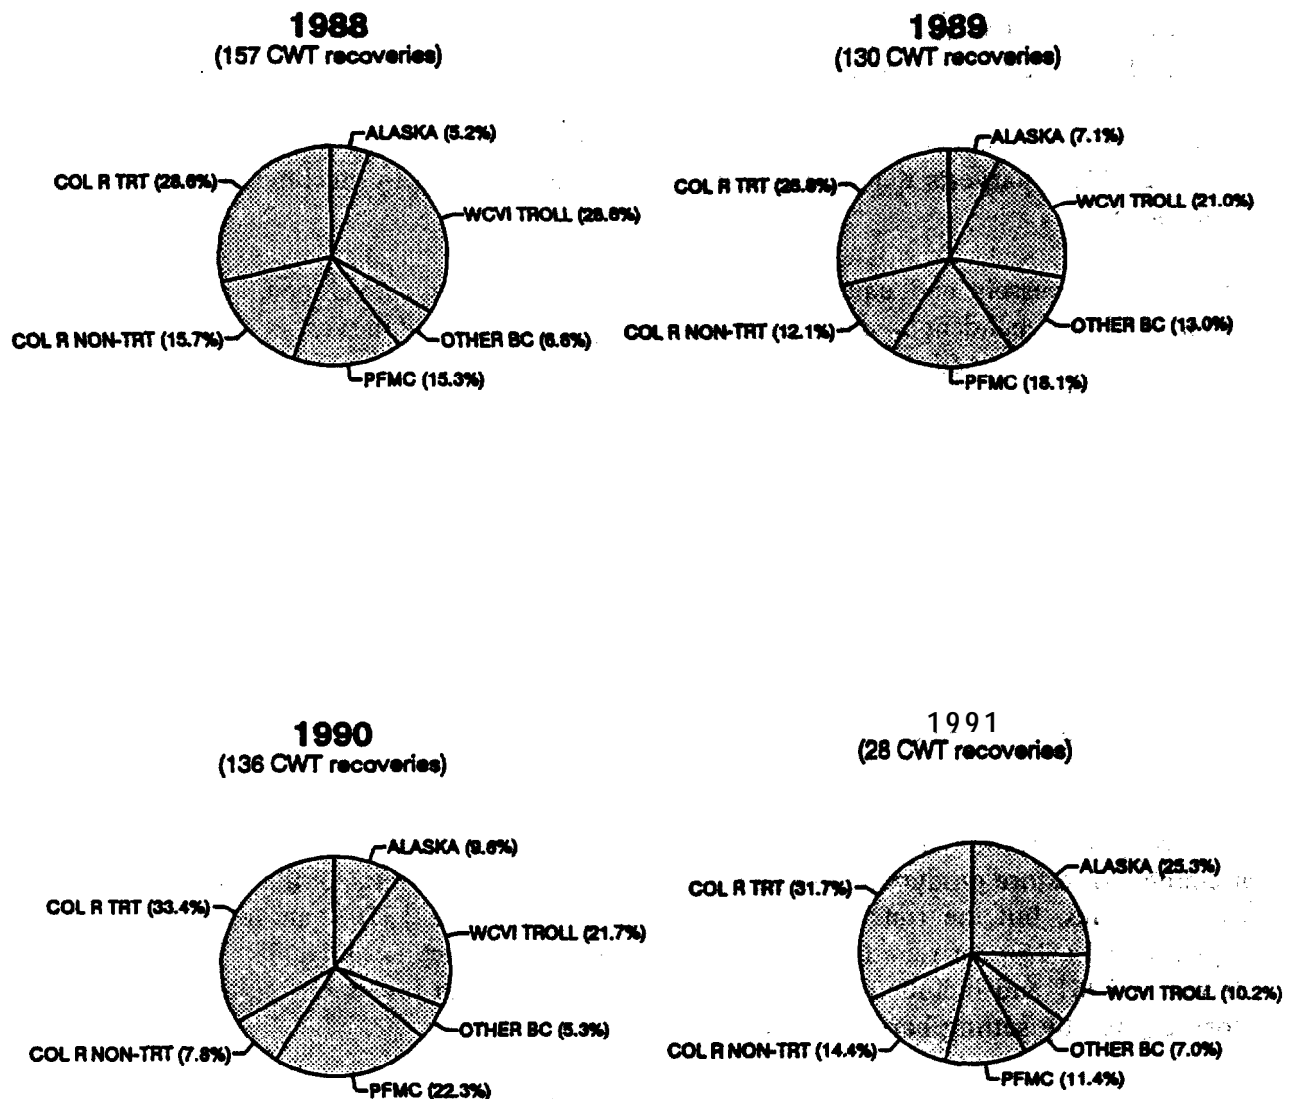 1988
(157 CWT recoveries)
ALASKA (5.2%)
COL R TRT (28.6%)
WCVI TROLL (28.6%)
COL R NON-TRT (15.7%)
OTHER BC (6.6%)
PFMC (15.3%)
1989
(130 CWT recoveries)
ALASKA (7.1%)
COL R TRT (28.8%)
WCVI TROLL (21.0%)
COL R NON-TRT (12.1%)
OTHER BC (13.0%)
PFMC (18.1%)
1990
(136 CWT recoveries)
ALASKA (9.6%)
COL R TRT (33.4%)
WCVI TROLL (21.7%)
COL R NON-TRT (7.8%)
OTHER BC (5.3%)
PFMC (22.3%)
1991
(28 CWT recoveries)
ALASKA (25.3%)
COL R TRT (31.7%)
WCVI TROLL (10.2%)
COL R NON-TRT (14.4%)
OTHER BC (7.0%)
PFMC (11.4%)